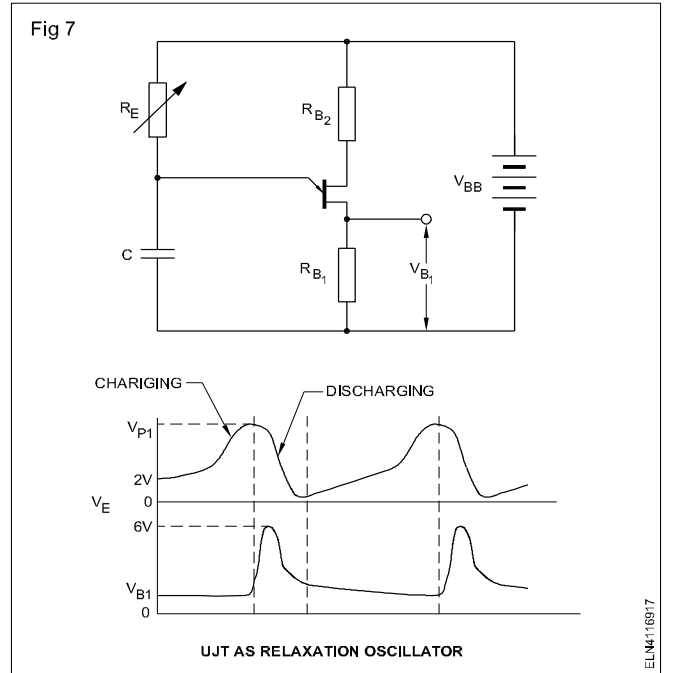 Fig 7
R_E
R_B2
V_BB
C
R_B1
V_B1
CHARIGING
DISCHARGING
V_P1
2V
V_E
0
6V
V_B1
0
UJT AS RELAXATION OSCILLATOR
ELN4116917